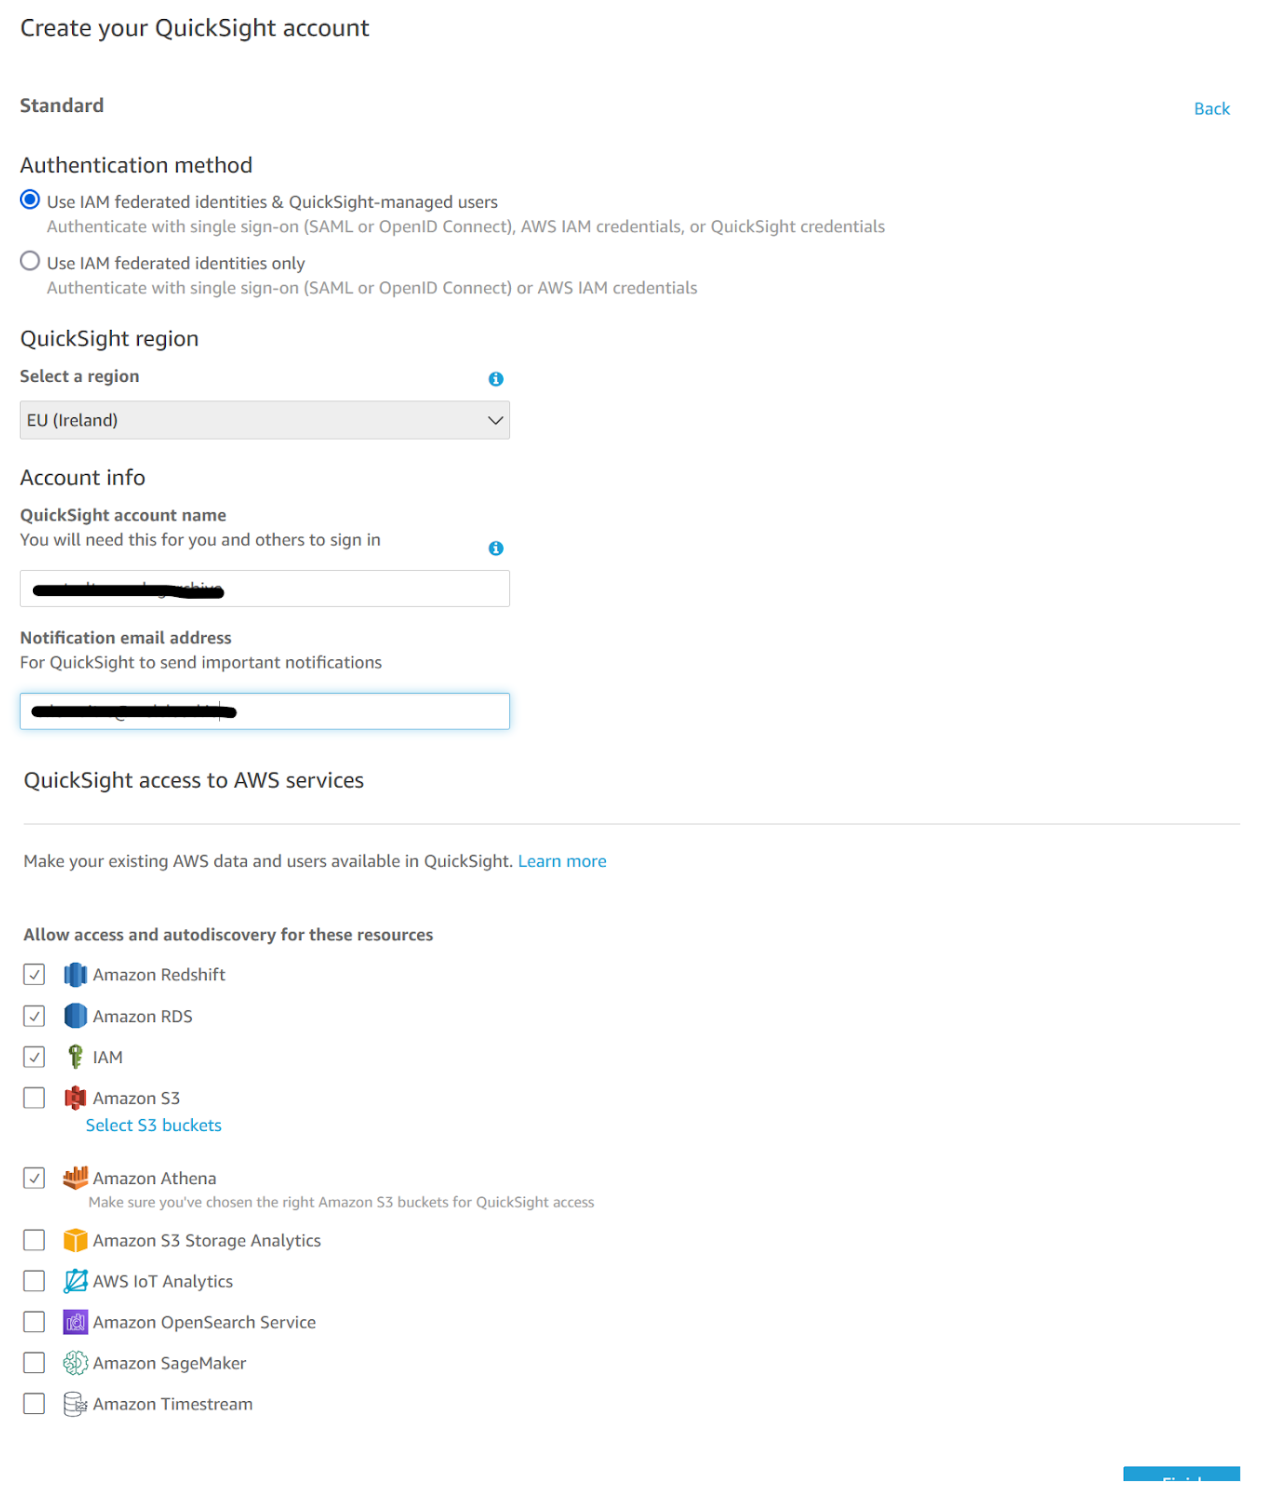 Create your QuickSight account
Standard
Back
Authentication method
Use IAM federated identities & QuickSight-managed users
Authenticate with single sign-on (SAML or OpenID Connect), AWS IAM credentials, or QuickSight credentials
Use IAM federated identities only
Authenticate with single sign-on (SAML or OpenID Connect) or AWS IAM credentials
QuickSight region
Select a region
EU (Ireland)
Account info
QuickSight account name
You will need this for you and others to sign in
Notification email address
For QuickSight to send important notifications
QuickSight access to AWS services
Make your existing AWS data and users available in QuickSight. Learn more
Allow access and autodiscovery for these resources
Amazon Redshift
Amazon RDS
IAM
Amazon S3
Select S3 buckets
Amazon Athena
Make sure you've chosen the right Amazon S3 buckets for QuickSight access
Amazon S3 Storage Analytics
AWS IoT Analytics
Amazon OpenSearch Service
Amazon SageMaker
Amazon Timestream